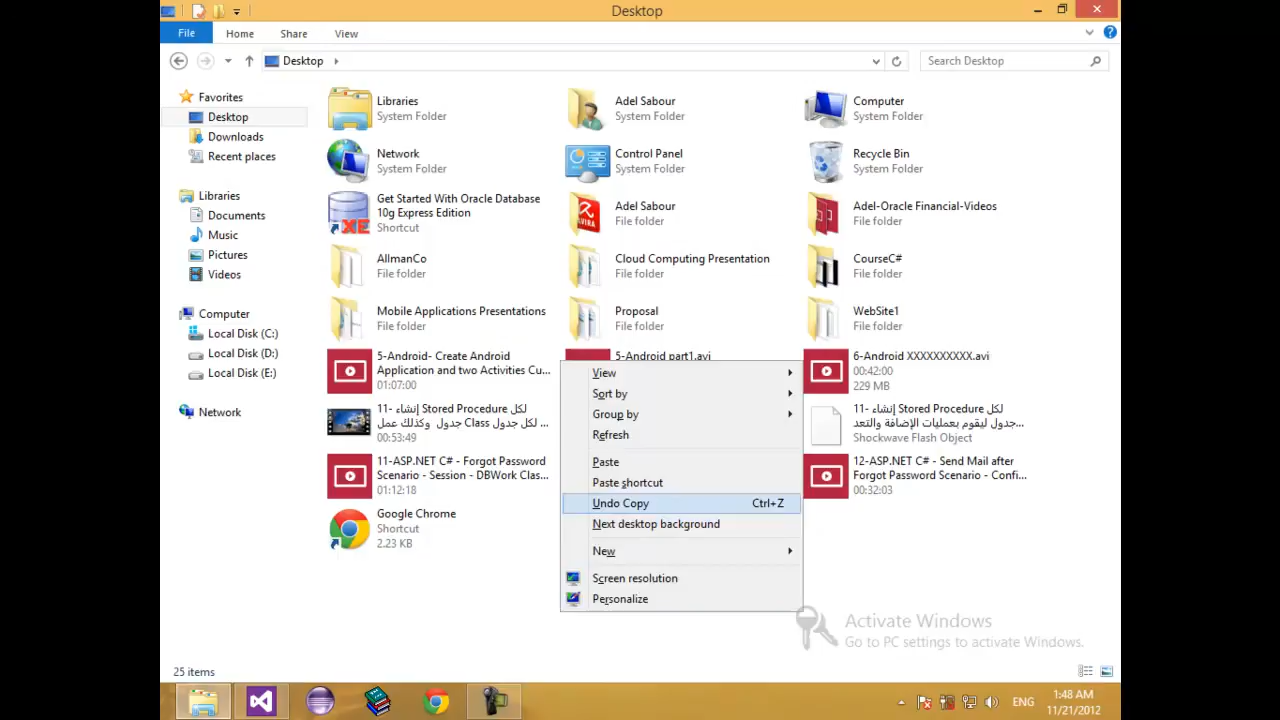 Desktop
File
Home
Share
View
Desktop
Search Desktop
Favorites
Desktop
Downloads
Recent places
Libraries
Documents
Music
Pictures
Videos
Computer
Local Disk (C:)
Local Disk (D:)
Local Disk (E:)
Network
Libraries
System Folder
Adel Sabour
System Folder
Computer
System Folder
Network
System Folder
Control Panel
System Folder
Recycle Bin
System Folder
Get Started With Oracle Database
10g Express Edition
Shortcut
Adel Sabour
File folder
Adel-Oracle Financial-Videos
File folder
AllmanCo
File folder
Cloud Computing Presentation
File folder
CourseC#
File folder
Mobile Applications Presentations
File folder
Proposal
File folder
WebSite1
File folder
5-Android- Create Android
Application and two Activities Cu...
01:07:00
5-Android part1.avi
6-Android XXXXXXXXXX.avi
00:42:00
229 MB
11- إنشاء Stored Procedure لكل
جدول وكذلك عمل Class لكل جدول ...
00:53:49
11- إنشاء Stored Procedure لكل
جدول ليقوم بعمليات الإضافة والتعد...
Shockwave Flash Object
11-ASP.NET C# - Forgot Password
Scenario - Session - DBWork Clas...
01:12:18
12-ASP.NET C# - Send Mail after
Forgot Password Scenario - Confi...
00:32:03
Google Chrome
Shortcut
2.23 KB
View
Sort by
Group by
Refresh
Paste
Paste shortcut
Undo Copy Ctrl+Z
Next desktop background
New
Screen resolution
Personalize
Activate Windows
Go to PC settings to activate Windows.
25 items
ENG
1:48 AM
11/21/2012